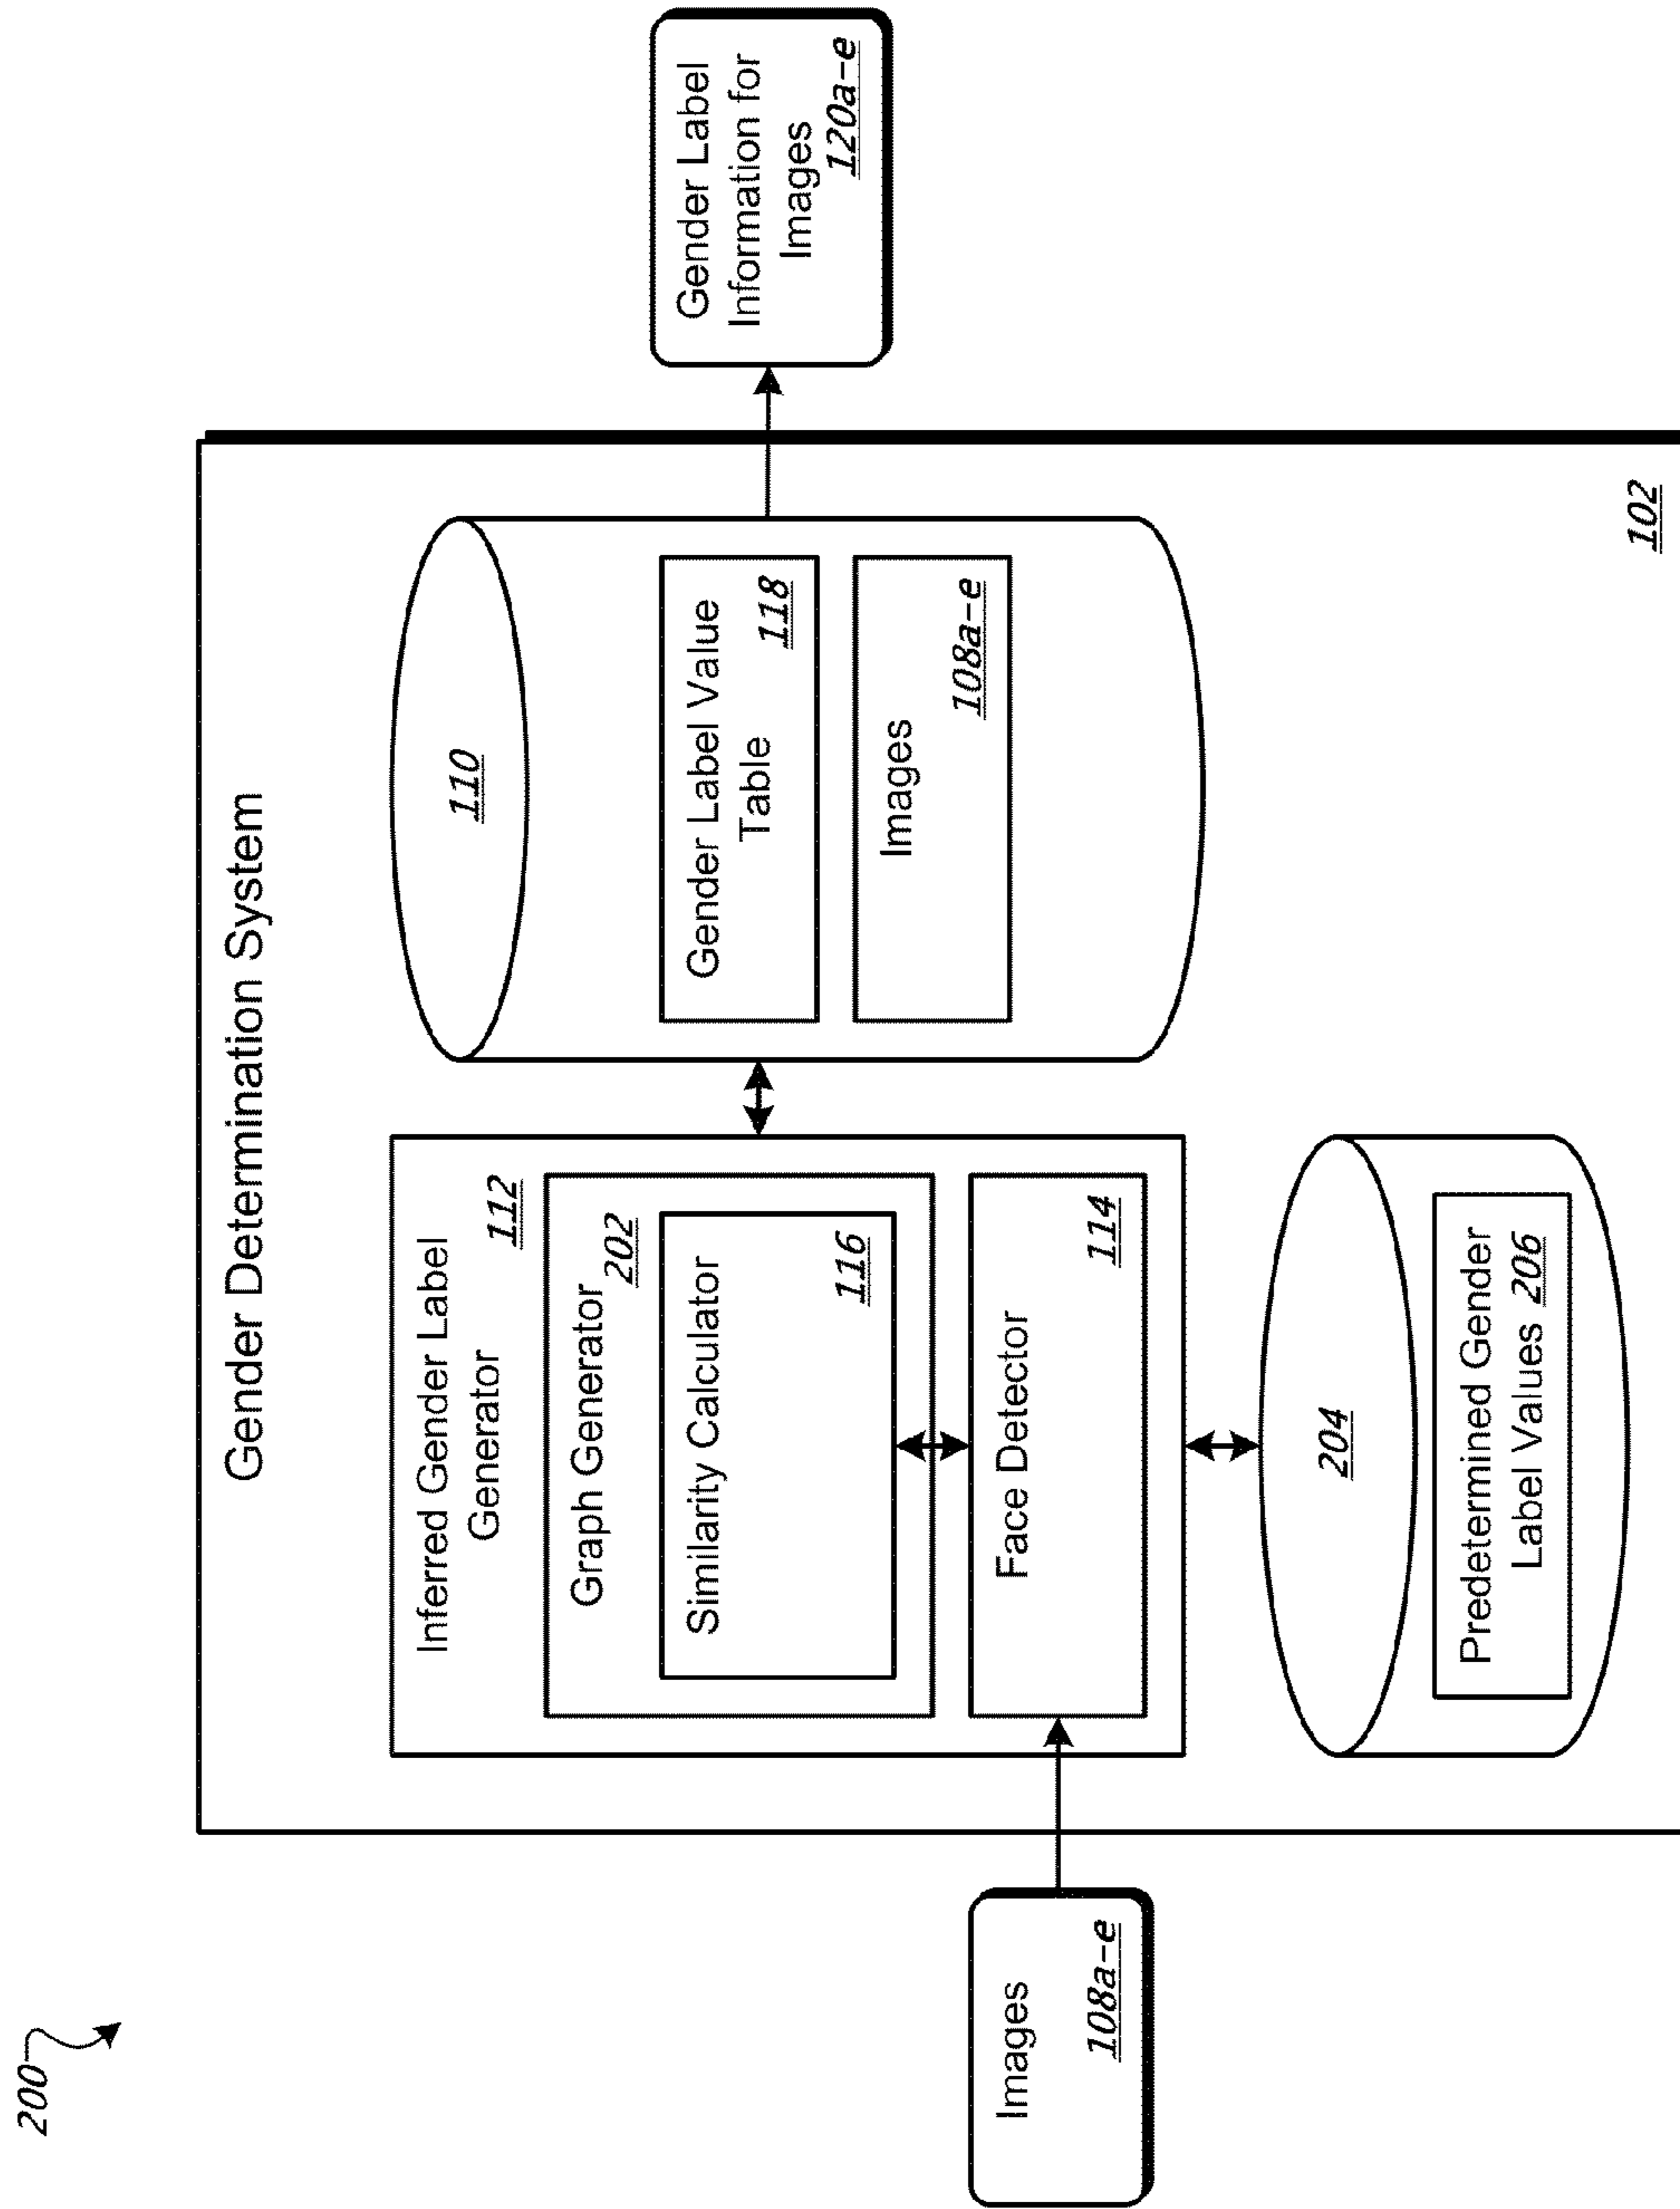 200
Gender Determination System
Inferred Gender Label
Generator
112
Graph Generator
202
Similarity Calculator
116
Face Detector
114
110
Gender Label Value
Table
118
Images
108a-e
204
Predetermined Gender
Label Values 206
102
Images
108a-e
Gender Label
Information for
Images
120a-e